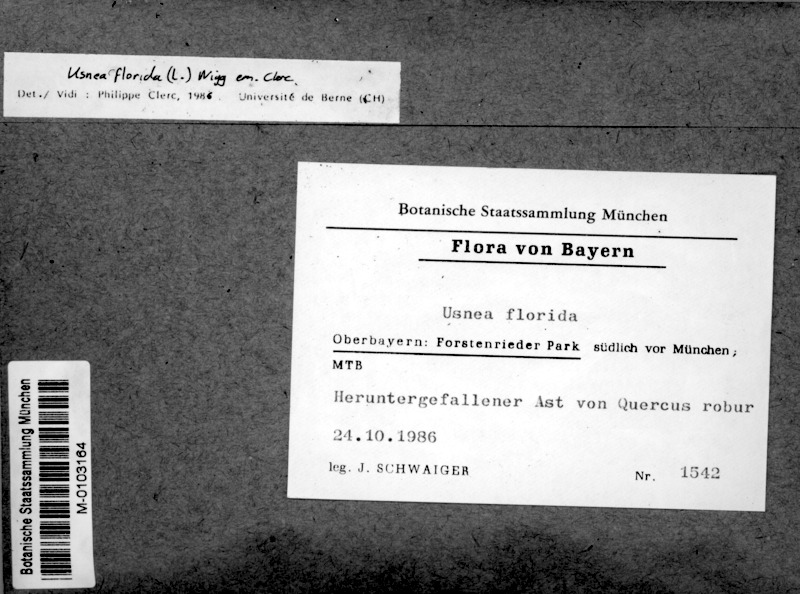 Usnea florida (L.) Wigg em. Clerc.
Det./ Vidi : Philippe Clerc, 1986. Université de Berne (CH)
Botanische Staatssammlung München
Flora von Bayern
Usnea florida
Oberbayern: Forstenrieder Park südlich vor München;
MTB
Heruntergefallener Ast von Quercus robur
24.10.1986
leg. J. SCHWAIGER
Nr. 1542
Botanische Staatssammlung München
M-0103164